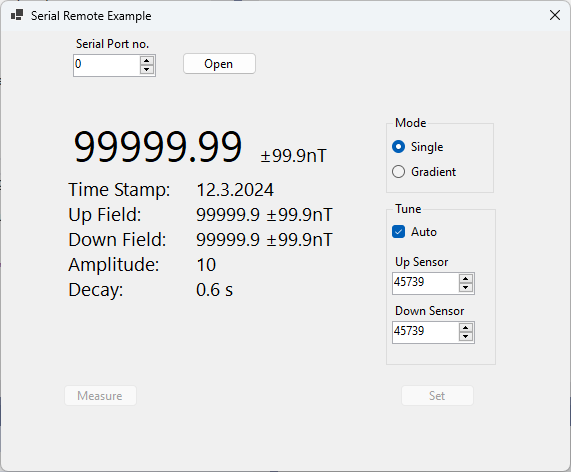 Serial Remote Example
Serial Port no.
0
Open
99999.99 ±99.9nT
Time Stamp: 12.3.2024
Up Field: 99999.9 ±99.9nT
Down Field: 99999.9 ±99.9nT
Amplitude: 10
Decay: 0.6 s
Mode
Single
Gradient
Tune
Auto
Up Sensor
45739
Down Sensor
45739
Measure
Set